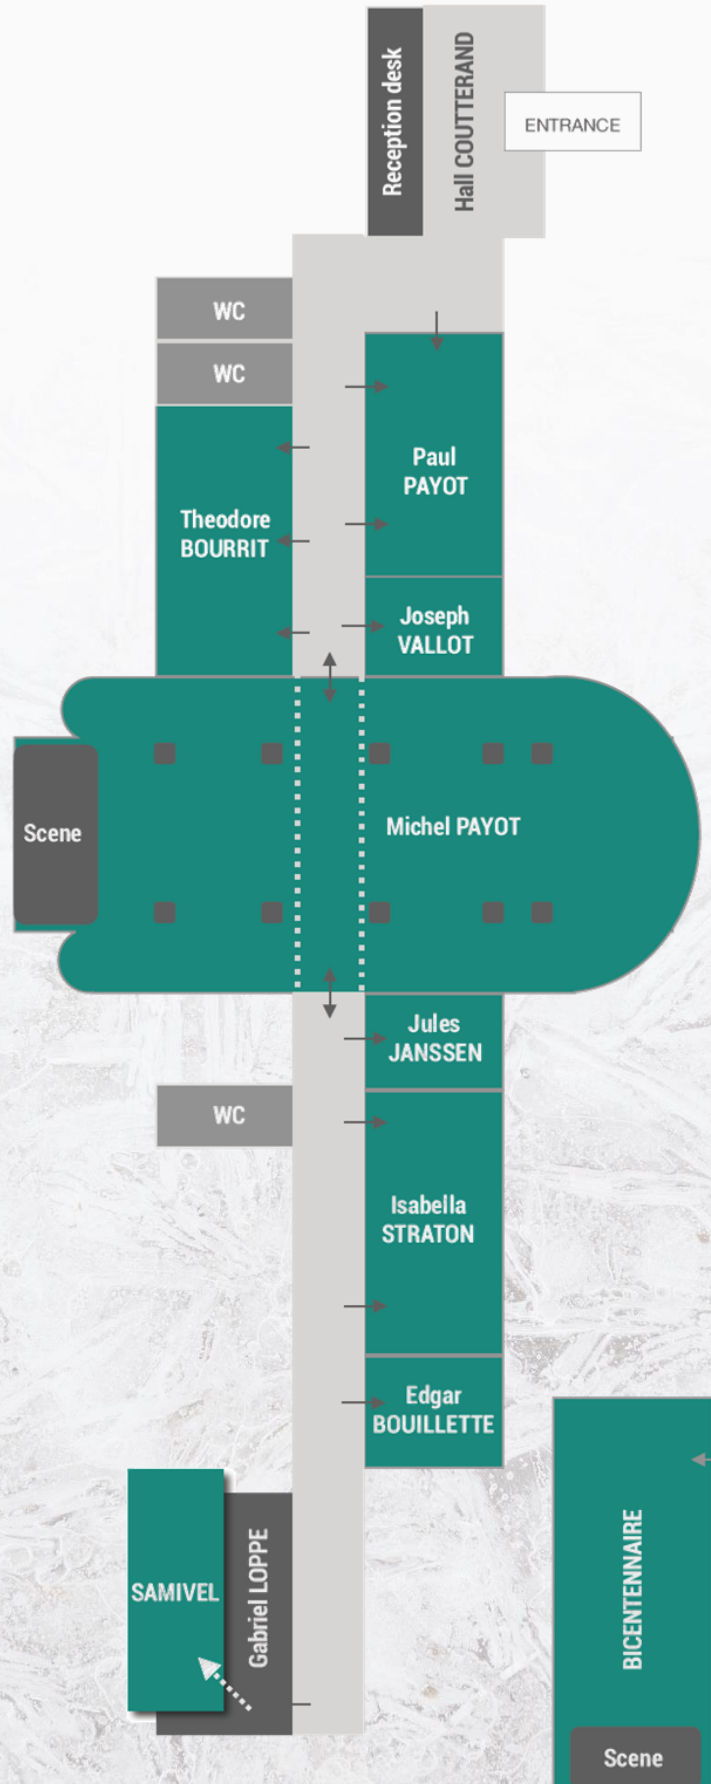 Reception desk
Hall COUTTERAND
ENTRANCE
WC
WC
Paul
PAYOT
Theodore
BOURRIT
Joseph
VALLOT
Scene
Michel PAYOT
Jules
JANSSEN
WC
Isabella
STRATON
Edgar
BOUILLETTE
SAMIVEL
Gabriel LOPPE
BICENTENNAIRE
Scene